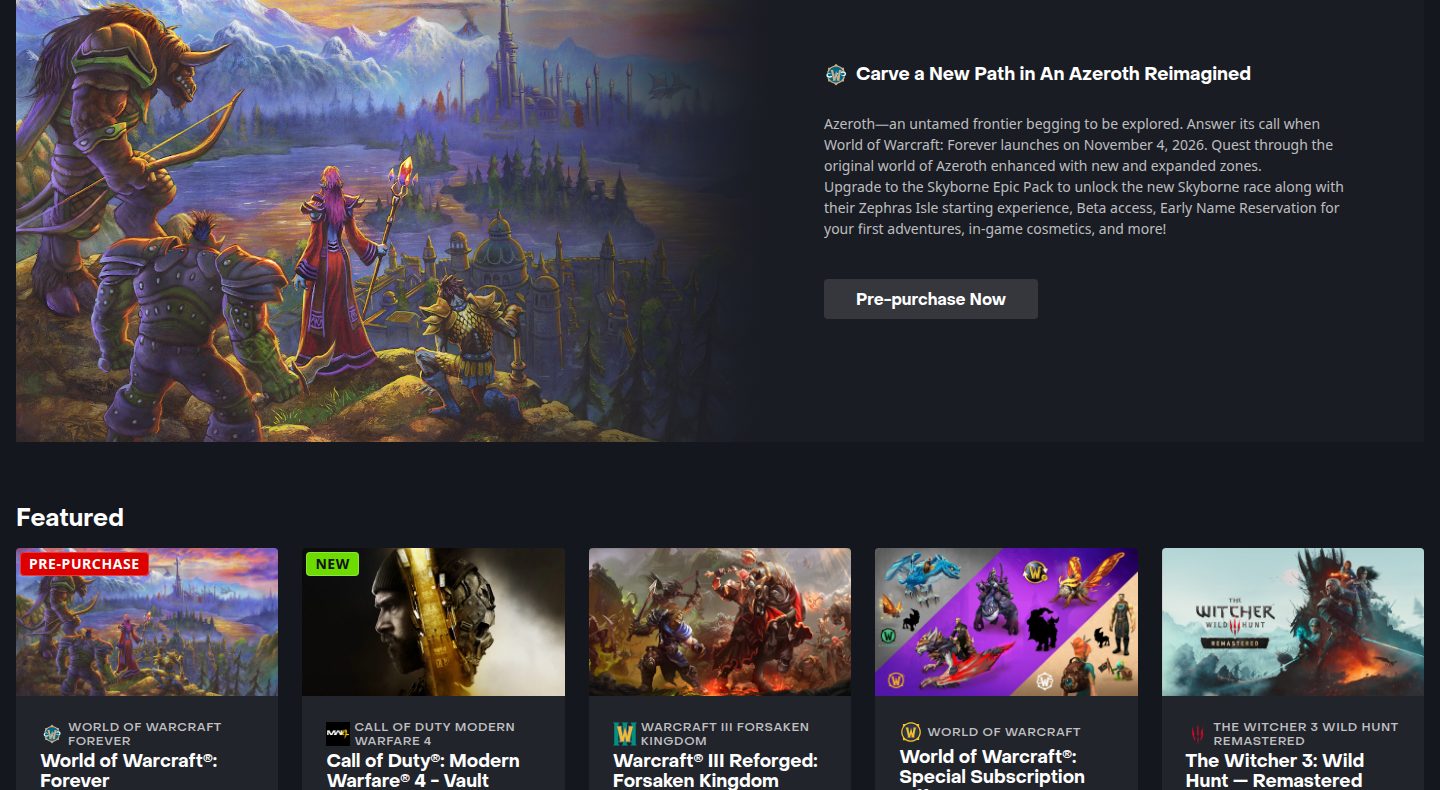 Carve a New Path in An Azeroth Reimagined
Azeroth—an untamed frontier begging to be explored. Answer its call when
World of Warcraft: Forever launches on November 4, 2026. Quest through the
original world of Azeroth enhanced with new and expanded zones.
Upgrade to the Skyborne Epic Pack to unlock the new Skyborne race along with
their Zephras Isle starting experience, Beta access, Early Name Reservation for
your first adventures, in-game cosmetics, and more!
Pre-purchase Now
Featured
PRE-PURCHASE
WORLD OF WARCRAFT
FOREVER
World of Warcraft®:
Forever
NEW
CALL OF DUTY MODERN
WARFARE 4
Call of Duty®: Modern
Warfare® 4 - Vault
WARCRAFT III FORSAKEN
KINGDOM
Warcraft® III Reforged:
Forsaken Kingdom
WORLD OF WARCRAFT
World of Warcraft®:
Special Subscription
THE
WITCHER
WILD HUNT
REMASTERED
THE WITCHER 3 WILD HUNT
REMASTERED
The Witcher 3: Wild
Hunt — Remastered